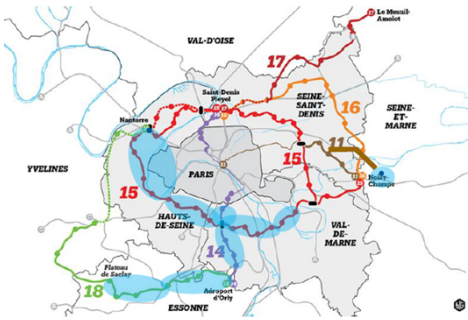 17 Le Mesnil-
Amelot
VAL-D'OISE
17
Saint-Denis
Pleyel
SEINE-
SAINT-
DENIS
16
SEINE-
ET-
MARNE
Nanterre
11
YVELINES
PARIS
15
Noisy-
Champs
15
HAUTS-
DE-SEINE
VAL-
DE-
MARNE
14
Plateau
de Saclay
18
Aéroport
d'Orly
ESSONNE